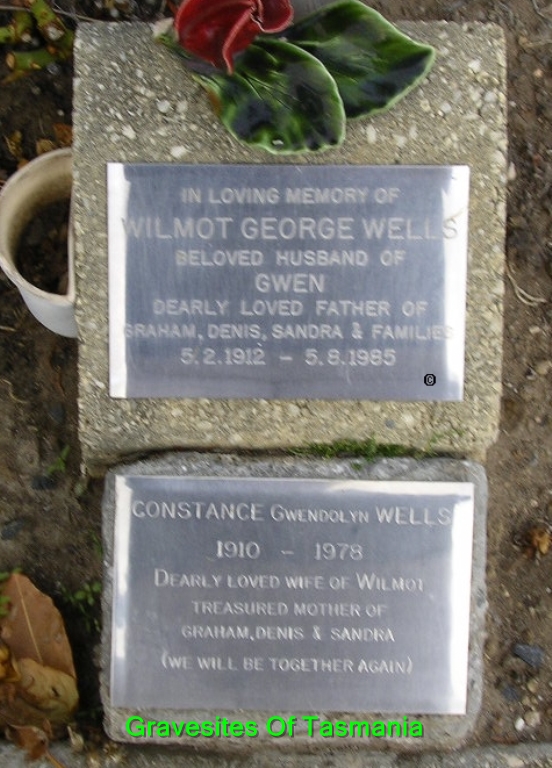 IN LOVING MEMORY OF
WILMOT GEORGE WELLS
BELOVED HUSBAND OF
GWEN
DEARLY LOVED FATHER OF
GRAHAM, DENIS, SANDRA & FAMILIES
5.2.1912 – 5.8.1985
©
CONSTANCE GWENDOLYN WELLS
1910 – 1978
DEARLY LOVED WIFE OF WILMOT
TREASURED MOTHER OF
GRAHAM, DENIS & SANDRA
(WE WILL BE TOGETHER AGAIN)
Gravesites Of Tasmania